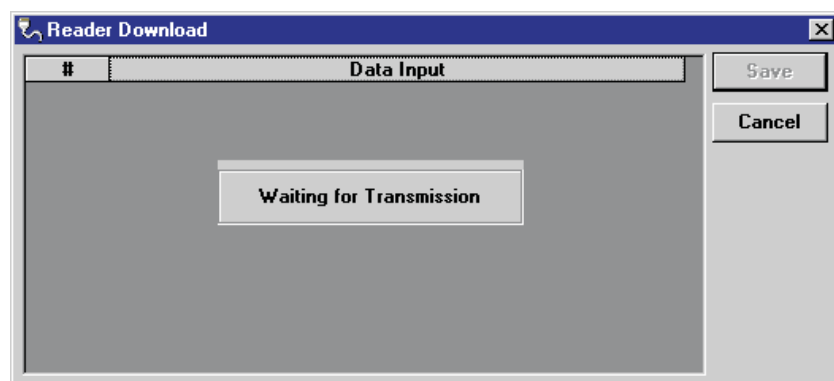 Reader Download
# Data Input
Save
Cancel
Waiting for Transmission